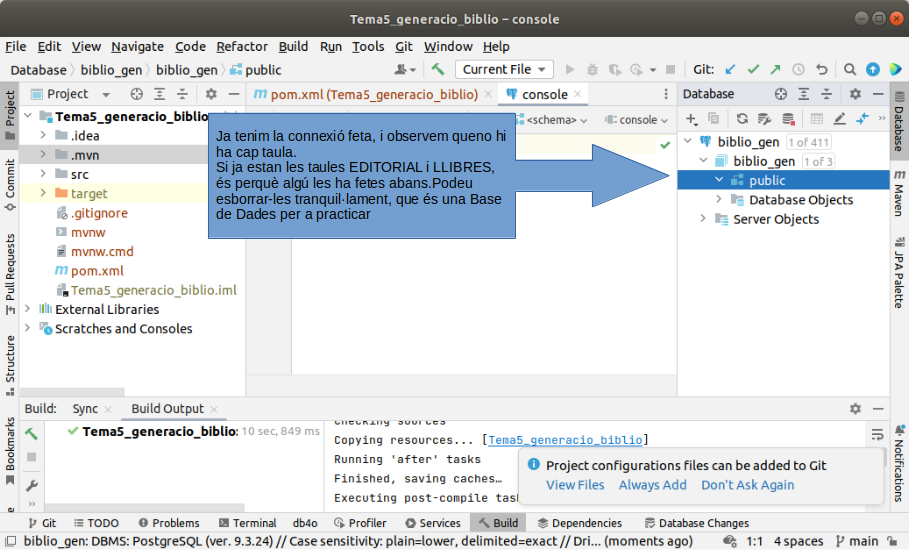 Tema5_generacio_biblio – console
File Edit View Navigate Code Refactor Build Run Tools Git Window Help
Database biblio_gen biblio_gen public
Current File
Git:
Project
pom.xml (Tema5_generacio_biblio)
console
Database
Tema5_generacio_biblio
.idea
.mvn
src
target
.gitignore
mvnw
mvnw.cmd
pom.xml
Tema5_generacio_biblio.iml
External Libraries
Scratches and Consoles
<schema>
console
Ja tenim la connexió feta, i observem queno hi
ha cap taula.
Si ja estan les taules EDITORIAL i LLIBRES,
és perquè algú les ha fetes abans.Podeu
esborrar-les tranquil·lament, que és una Base
de Dades per a practicar
biblio_gen 1 of 411
biblio_gen 1 of 3
public
Database Objects
Server Objects
Project
Commit
Pull Requests
Structure
Bookmarks
Database
Maven
JPA Palette
Notifications
Build: Sync Build Output
Tema5_generacio_biblio: 10 sec, 849 ms
Checking sources
Copying resources... [Tema5_generacio_biblio]
Running 'after' tasks
Finished, saving caches…
Executing post-compile
Project configurations files can be added to Git
View Files Always Add Don't Ask Again
Git TODO Problems Terminal db4o Profiler Services Build Dependencies Database Changes
biblio_gen: DBMS: PostgreSQL (ver. 9.3.24) // Case sensitivity: plain=lower, delimited=exact // Dri... (moments ago) 1:1 4 spaces main